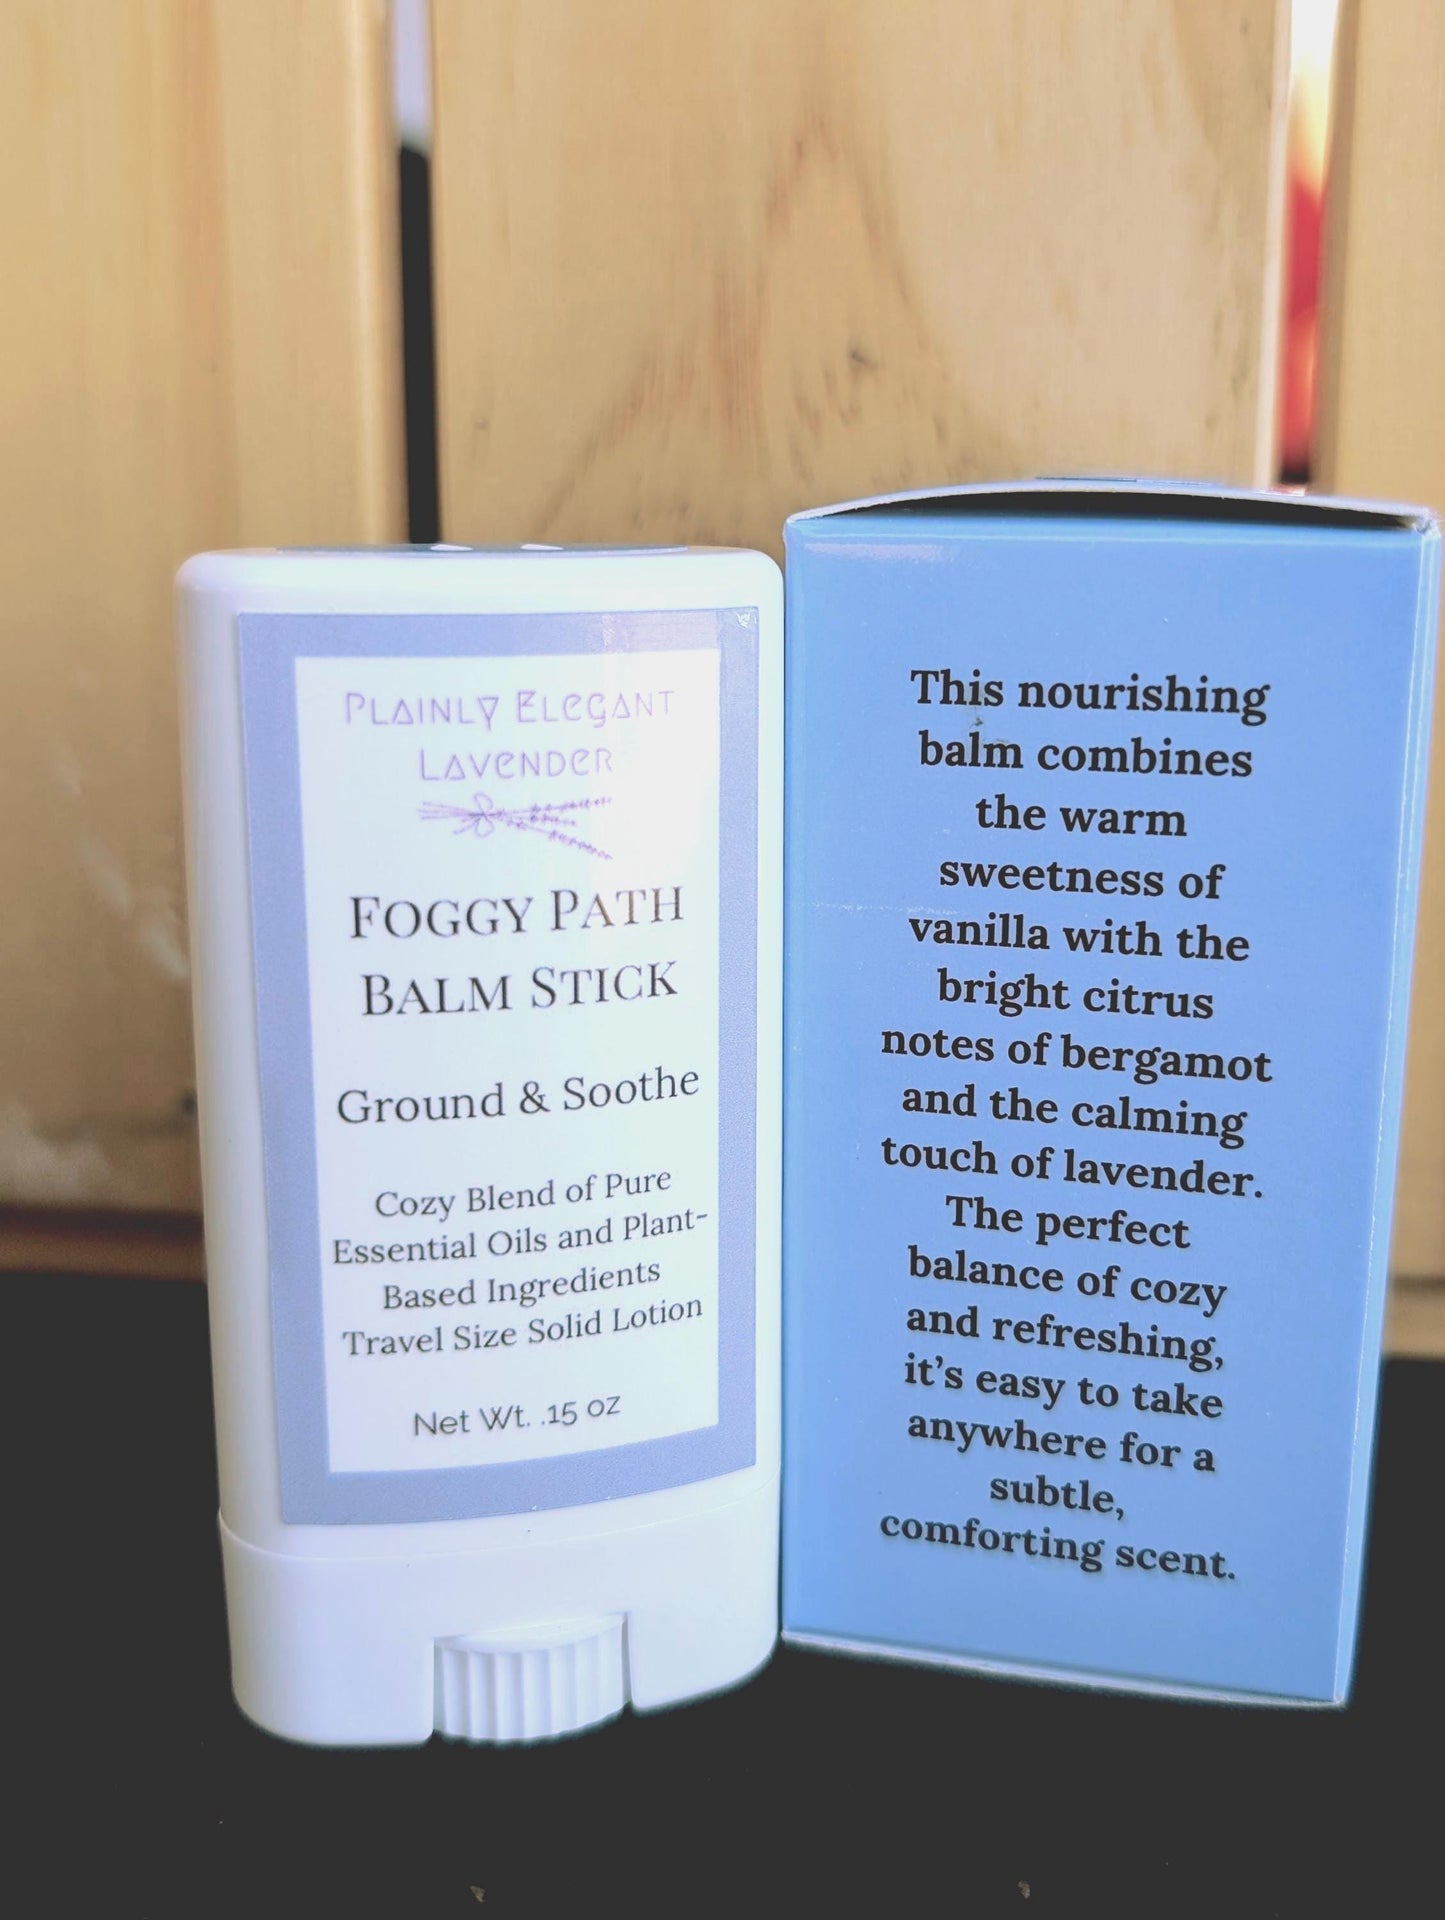 PLAINLY ELEGANT
LAVENDER
FOGGY PATH
BALM STICK
Ground & Soothe
Cozy Blend of Pure
Essential Oils and Plant-
Based Ingredients
Travel Size Solid Lotion
Net Wt. .15 oz
This nourishing
balm combines
the warm
sweetness of
vanilla with the
bright citrus
notes of bergamot
and the calming
touch of lavender.
The perfect
balance of cozy
and refreshing,
it's easy to take
anywhere for a
subtle,
comforting scent.